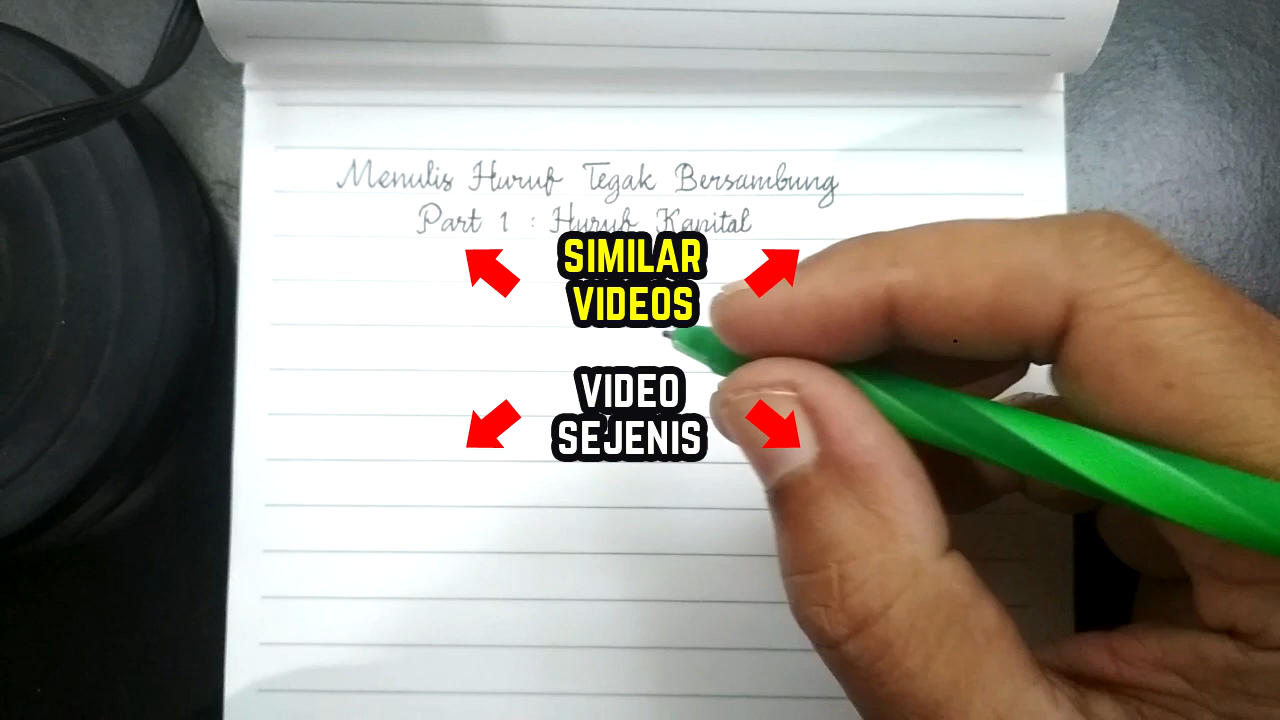 Menulis Huruf Tegak Bersambung
Part 1 : Huruf Kapital
SIMILAR
VIDEOS
VIDEO
SEJENIS